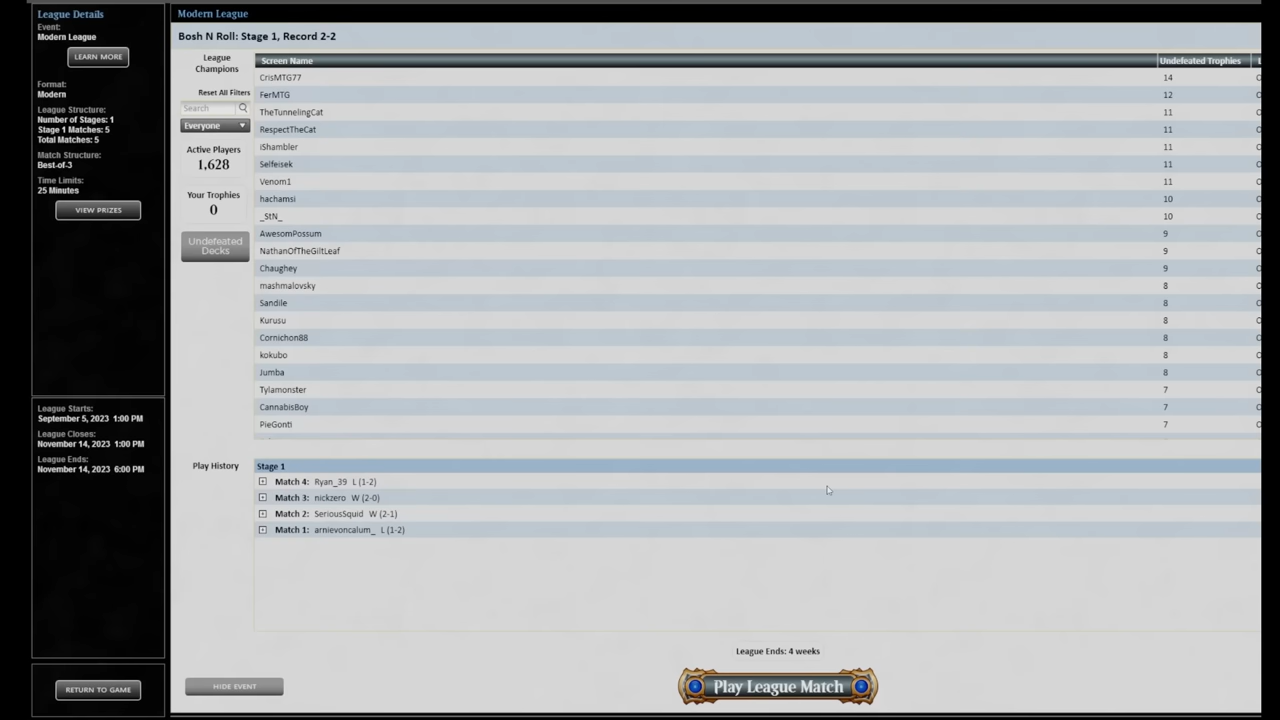 League Details
Event:
Modern League
LEARN MORE
Format:
Modern
League Structure:
Number of Stages: 1
Stage 1 Matches: 5
Total Matches: 5
Match Structure:
Best-of-3
Time Limits:
25 Minutes
VIEW PRIZES
League Starts:
September 5, 2023 1:00 PM
League Closes:
November 14, 2023 1:00 PM
League Ends:
November 14, 2023 6:00 PM
RETURN TO GAME
Modern League
Bosh N Roll: Stage 1, Record 2-2
League
Champions
Reset All Filters
Search
Everyone
Active Players
1,628
Your Trophies
0
Undefeated
Decks
Screen Name Undefeated Trophies
CrisMTG77 14
FerMTG 12
TheTunnelingCat 11
RespectTheCat 11
iShambler 11
Selfeisek 11
Venom1 11
hachamsi 10
_StN_ 10
AwesomPossum 9
NathanOfTheGiltLeaf 9
Chaughey 9
mashmalovsky 8
Sandile 8
Kurusu 8
Cornichon88 8
kokubo 8
Jumba 8
Tylamonster 7
CannabisBoy 7
PieGonti 7
Play History
Stage 1
Match 4: Ryan_39 L (1-2)
Match 3: nickzero W (2-0)
Match 2: SeriousSquid W (2-1)
Match 1: arnievoncalum_ L (1-2)
League Ends: 4 weeks
HIDE EVENT
Play League Match